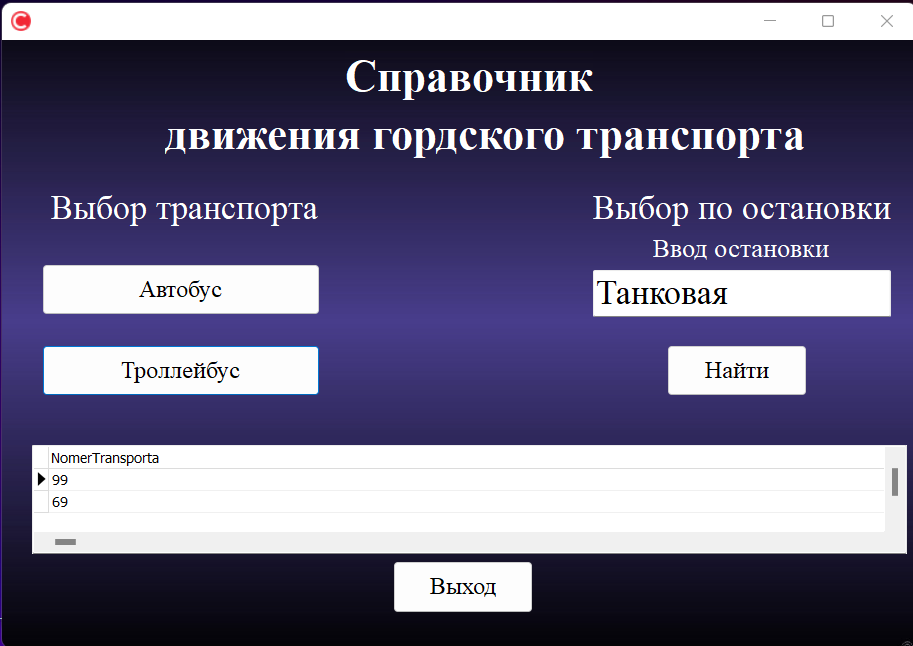 Справочник
движения гордского транспорта
Выбор транспорта
Выбор по остановки
Ввод остановки
Автобус
Танковая
Троллейбус
Найти
NomerTransporta
99
69
Выход